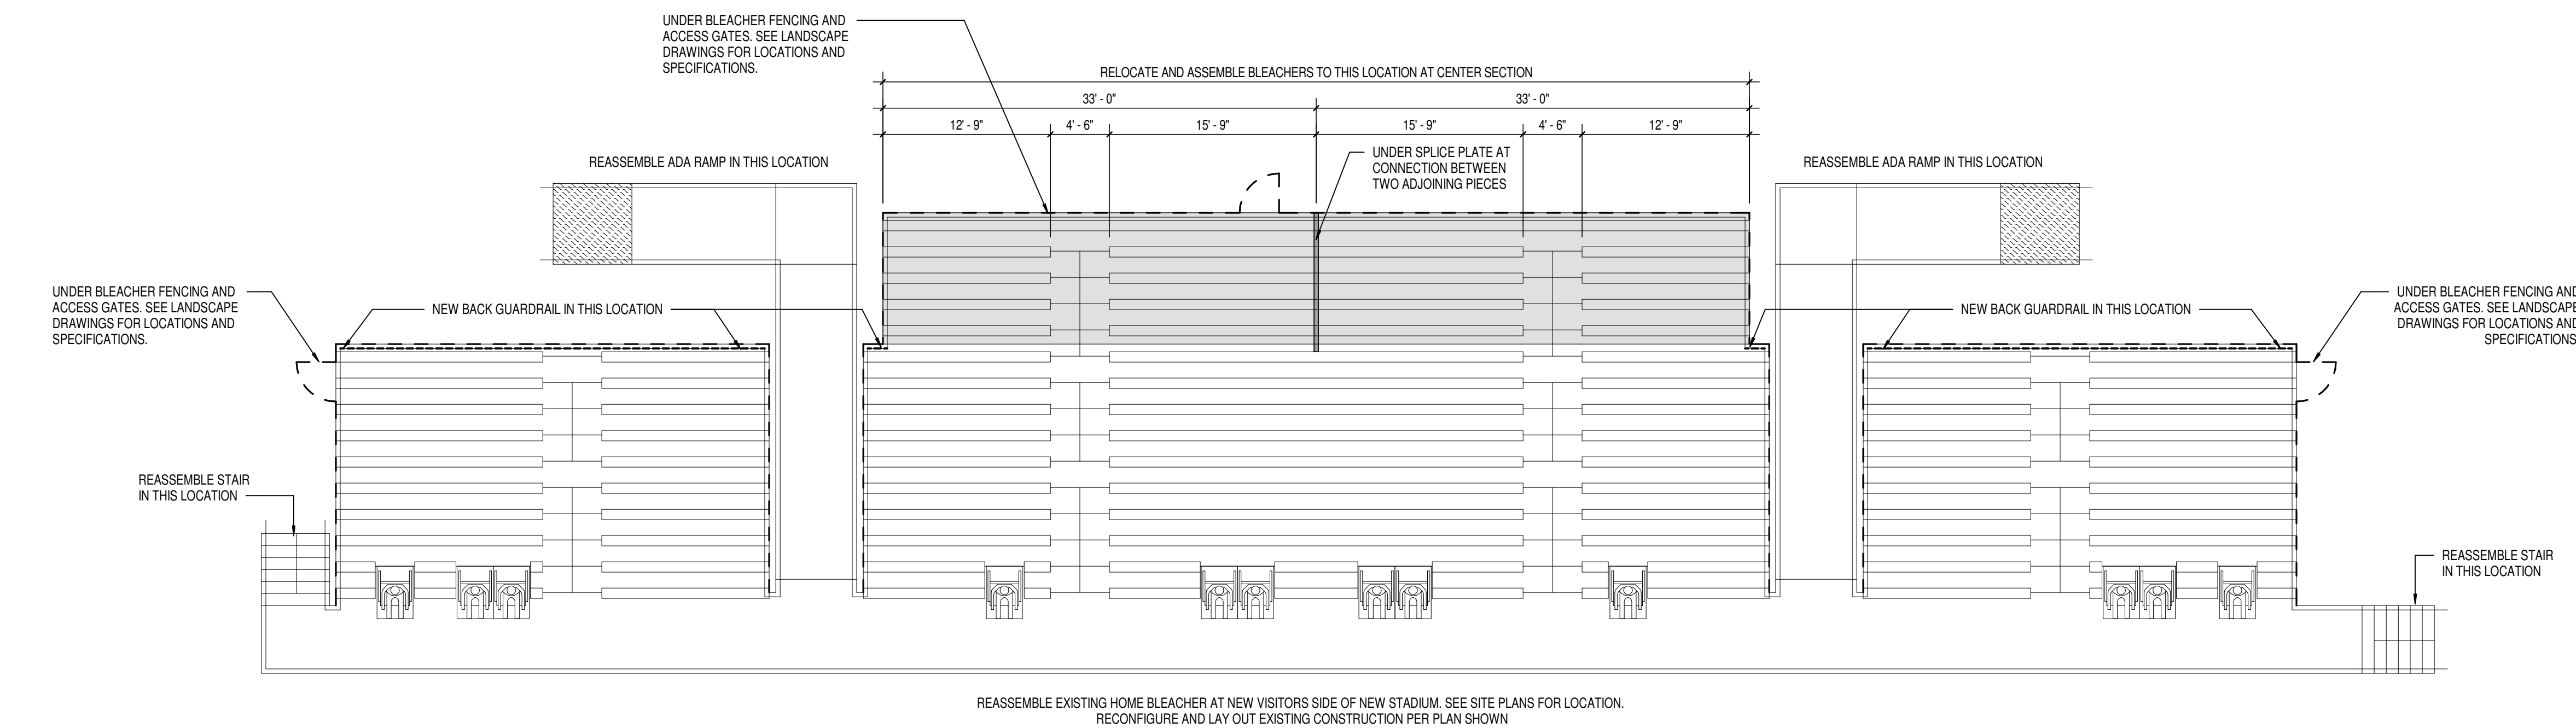 UNDER BLEACHER FENCING AND
ACCESS GATES. SEE LANDSCAPE
DRAWINGS FOR LOCATIONS AND
SPECIFICATIONS.
RELOCATE AND ASSEMBLE BLEACHERS TO THIS LOCATION AT CENTER SECTION
33' - 0"
33' - 0"
12' - 9"
4' - 6"
15' - 9"
15' - 9"
4' - 6"
12' - 9"
REASSEMBLE ADA RAMP IN THIS LOCATION
UNDER SPLICE PLATE AT
CONNECTION BETWEEN
TWO ADJOINING PIECES
REASSEMBLE ADA RAMP IN THIS LOCATION
UNDER BLEACHER FENCING AND
ACCESS GATES. SEE LANDSCAPE
DRAWINGS FOR LOCATIONS AND
SPECIFICATIONS.
NEW BACK GUARDRAIL IN THIS LOCATION
NEW BACK GUARDRAIL IN THIS LOCATION
UNDER BLEACHER FENCING AND
ACCESS GATES. SEE LANDSCAPE
DRAWINGS FOR LOCATIONS AND
SPECIFICATIONS
REASSEMBLE STAIR
IN THIS LOCATION
REASSEMBLE STAIR
IN THIS LOCATION
REASSEMBLE EXISTING HOME BLEACHER AT NEW VISITORS SIDE OF NEW STADIUM. SEE SITE PLANS FOR LOCATION.
RECONFIGURE AND LAY OUT EXISTING CONSTRUCTION PER PLAN SHOWN